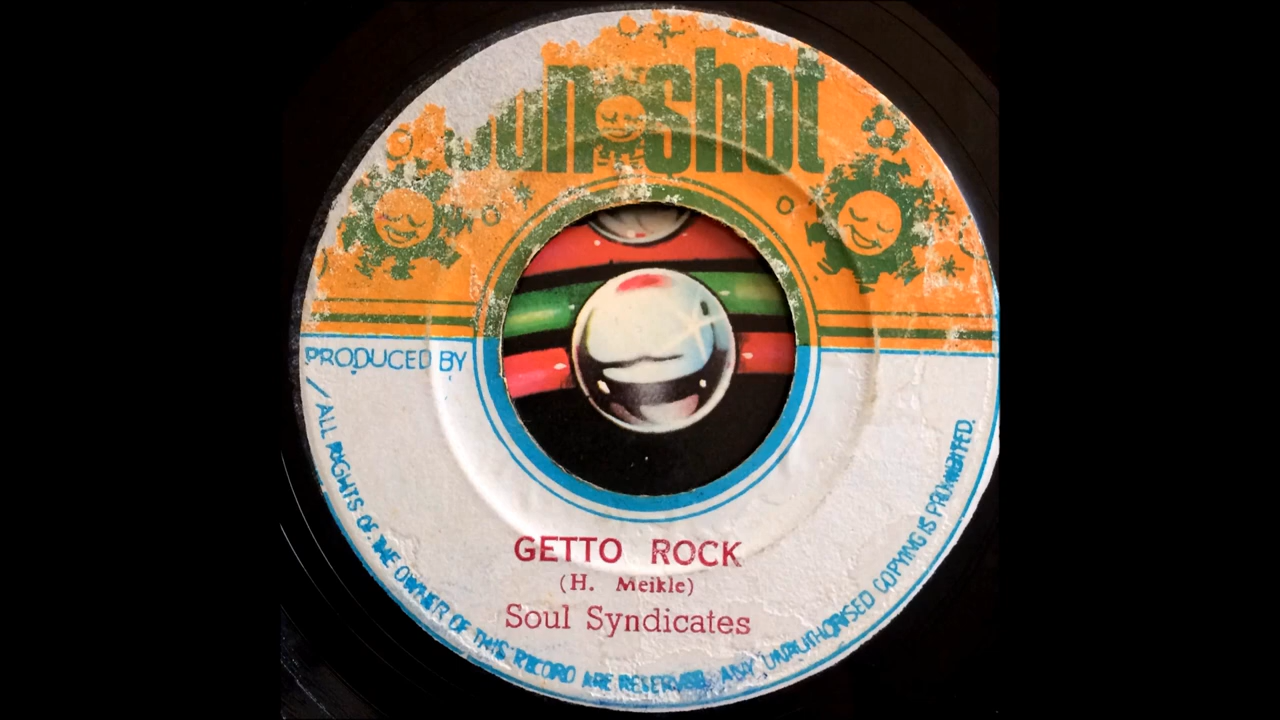 shot
PRODUCED BY
GETTO ROCK
(H. Meikle)
Soul Syndicates
/ ALL RIGHTS OF THE OWNER OF THIS RECORD ARE RESERVED. ANY UNAUTHORISED COPYING IS PROHIBITED.